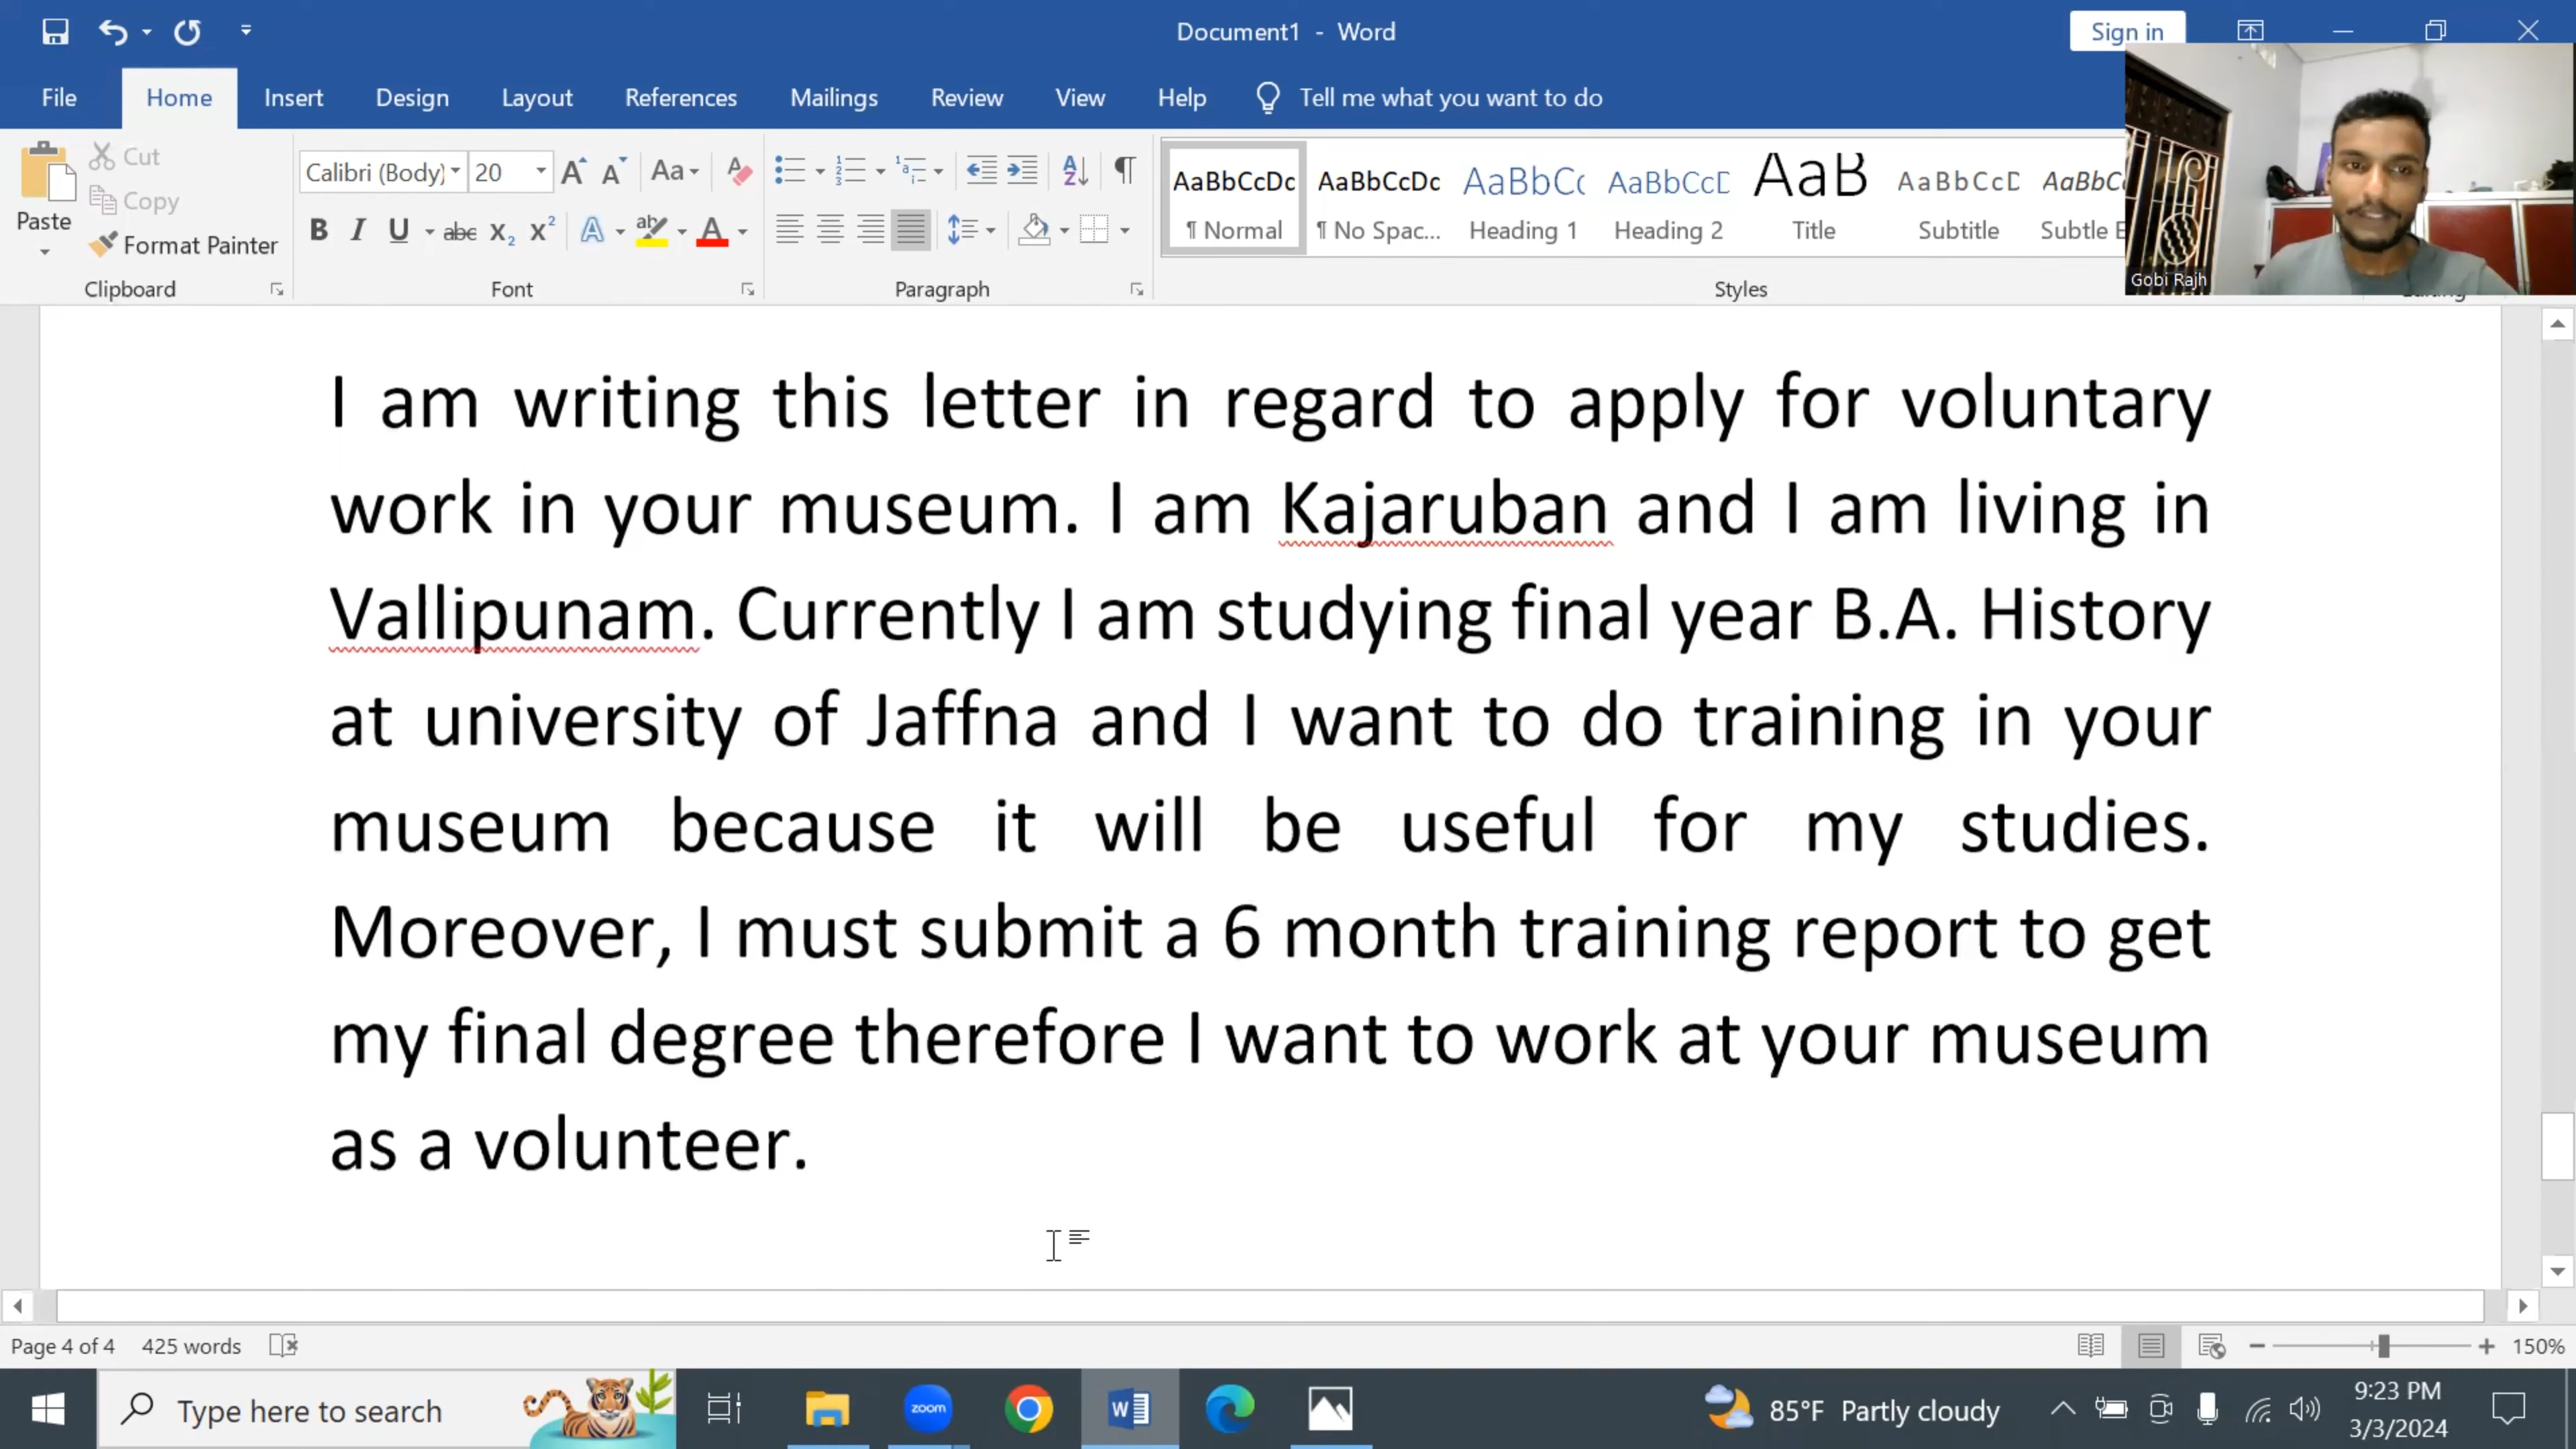 Document1 - Word
Sign in
File Home Insert Design Layout References Mailings Review View Help Tell me what you want to do
Paste
Cut
Copy
Format Painter
Clipboard
Calibri (Body) 20
Font
Paragraph
AaBbCcDc AaBbCcDc AaBbCc AaBbCcD AaB AaBbCcD AaBbC
¶ Normal ¶ No Spac... Heading 1 Heading 2 Title Subtitle Subtle E
Styles
Gobi Rajh
I am writing this letter in regard to apply for voluntary
work in your museum. I am Kajaruban and I am living in
Vallipunam. Currently I am studying final year B.A. History
at university of Jaffna and I want to do training in your
museum because it will be useful for my studies.
Moreover, I must submit a 6 month training report to get
my final degree therefore I want to work at your museum
as a volunteer.
Page 4 of 4 425 words
150%
Type here to search
zoom
85°F Partly cloudy
9:23 PM
3/3/2024